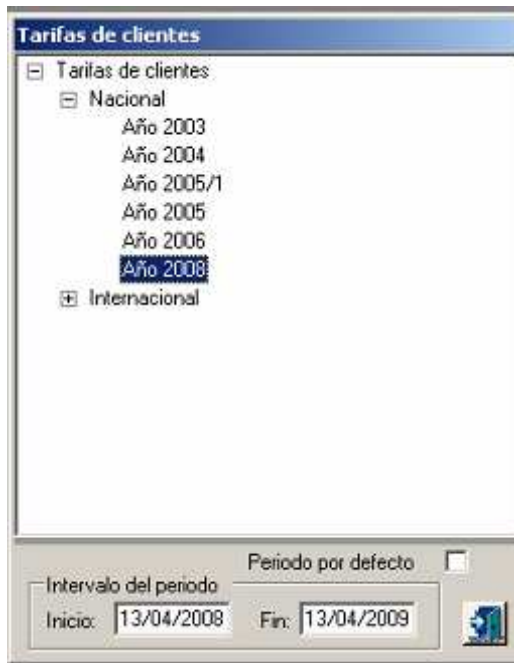 Tarifas de clientes
Tarifas de clientes
Nacional
Año 2003
Año 2004
Año 2005/1
Año 2005
Año 2006
Año 2008
Internacional
Periodo por defecto
Intervalo del periodo
Inicio: 13/04/2008 Fin: 13/04/2009